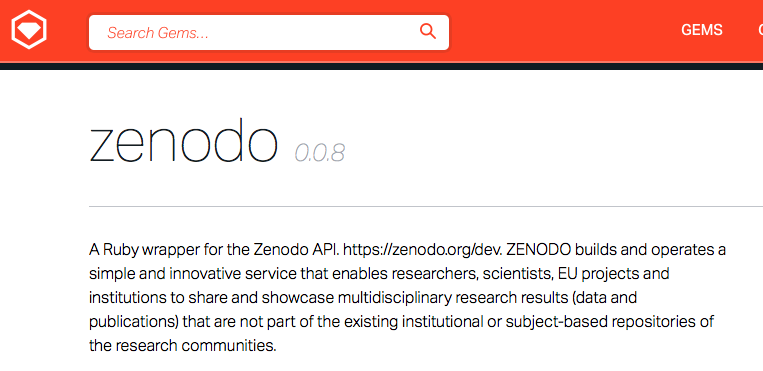 Search Gems...
GEMS
zenodo 0.0.8
A Ruby wrapper for the Zenodo API. https://zenodo.org/dev. ZENODO builds and operates a
simple and innovative service that enables researchers, scientists, EU projects and
institutions to share and showcase multidisciplinary research results (data and
publications) that are not part of the existing institutional or subject-based repositories of
the research communities.